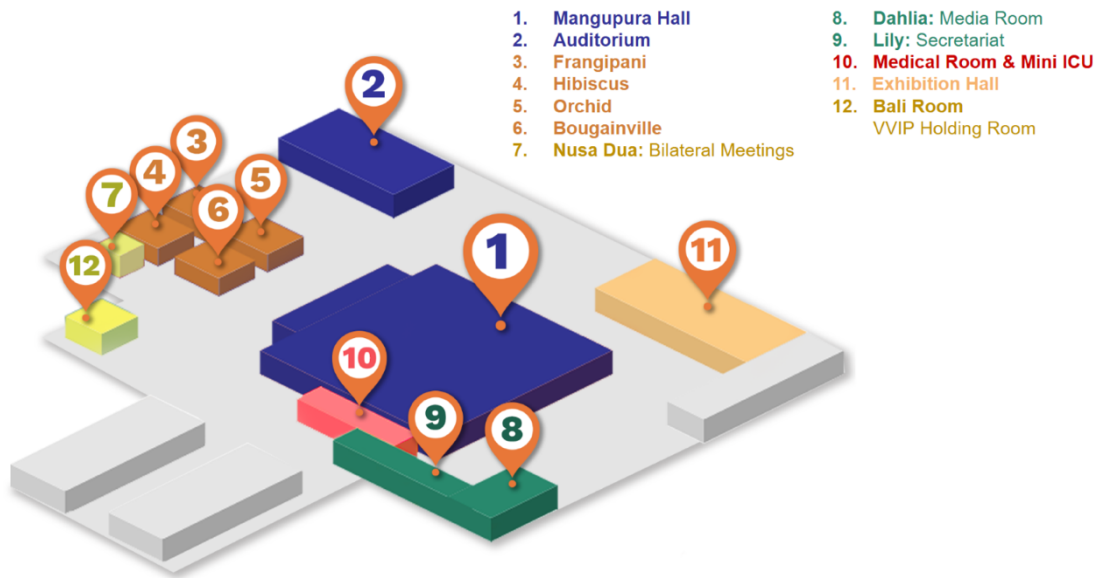 1. Mangupura Hall
2. Auditorium
3. Frangipani
4. Hibiscus
5. Orchid
6. Bougainville
7. Nusa Dua: Bilateral Meetings
8. Dahlia: Media Room
9. Lily: Secretariat
10. Medical Room & Mini ICU
11. Exhibition Hall
12. Bali Room
VVIP Holding Room
2
3
4
5
7
6
1
11
12
10
9
8